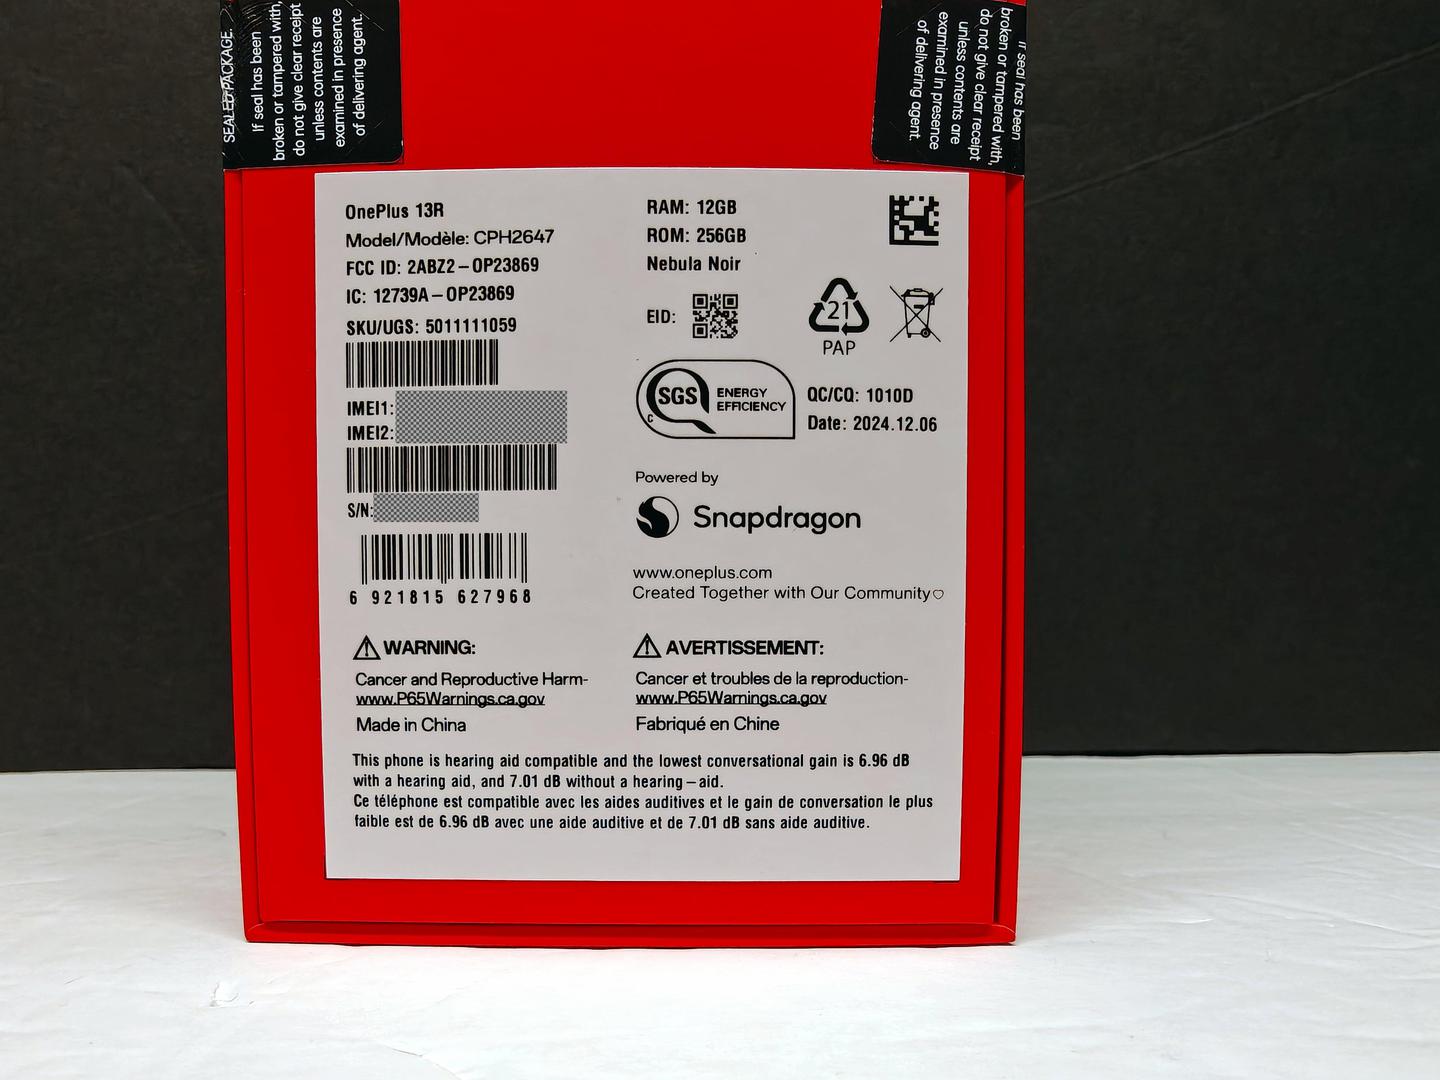 SEALED PACKAGE.
If seal has been
broken or tampered with,
do not give clear receipt
unless contents are
examined in presence
of delivering agent.
If seal has been
broken or tampered with,
do not give clear receipt
unless contents are
examined in presence
of delivering agent.
OnePlus 13R
Model/Modèle: CPH2647
FCC ID: 2ABZ2-OP23869
IC: 12739A-OP23869
SKU/UGS: 5011111059
IMEI1:
IMEI2:
S/N:
6 921815 627968
RAM: 12GB
ROM: 256GB
Nebula Noir
EID:
21
PAP
SGS ENERGY
EFFICIENCY
C
QC/CQ: 1010D
Date: 2024.12.06
Powered by
Snapdragon
www.oneplus.com
Created Together with Our Community♡
⚠ WARNING:
Cancer and Reproductive Harm-
www.P65Warnings.ca.gov
Made in China
⚠ AVERTISSEMENT:
Cancer et troubles de la reproduction-
www.P65Warnings.ca.gov
Fabriqué en Chine
This phone is hearing aid compatible and the lowest conversational gain is 6.96 dB
with a hearing aid, and 7.01 dB without a hearing-aid.
Ce téléphone est compatible avec les aides auditives et le gain de conversation le plus
faible est de 6.96 dB avec une aide auditive et de 7.01 dB sans aide auditive.